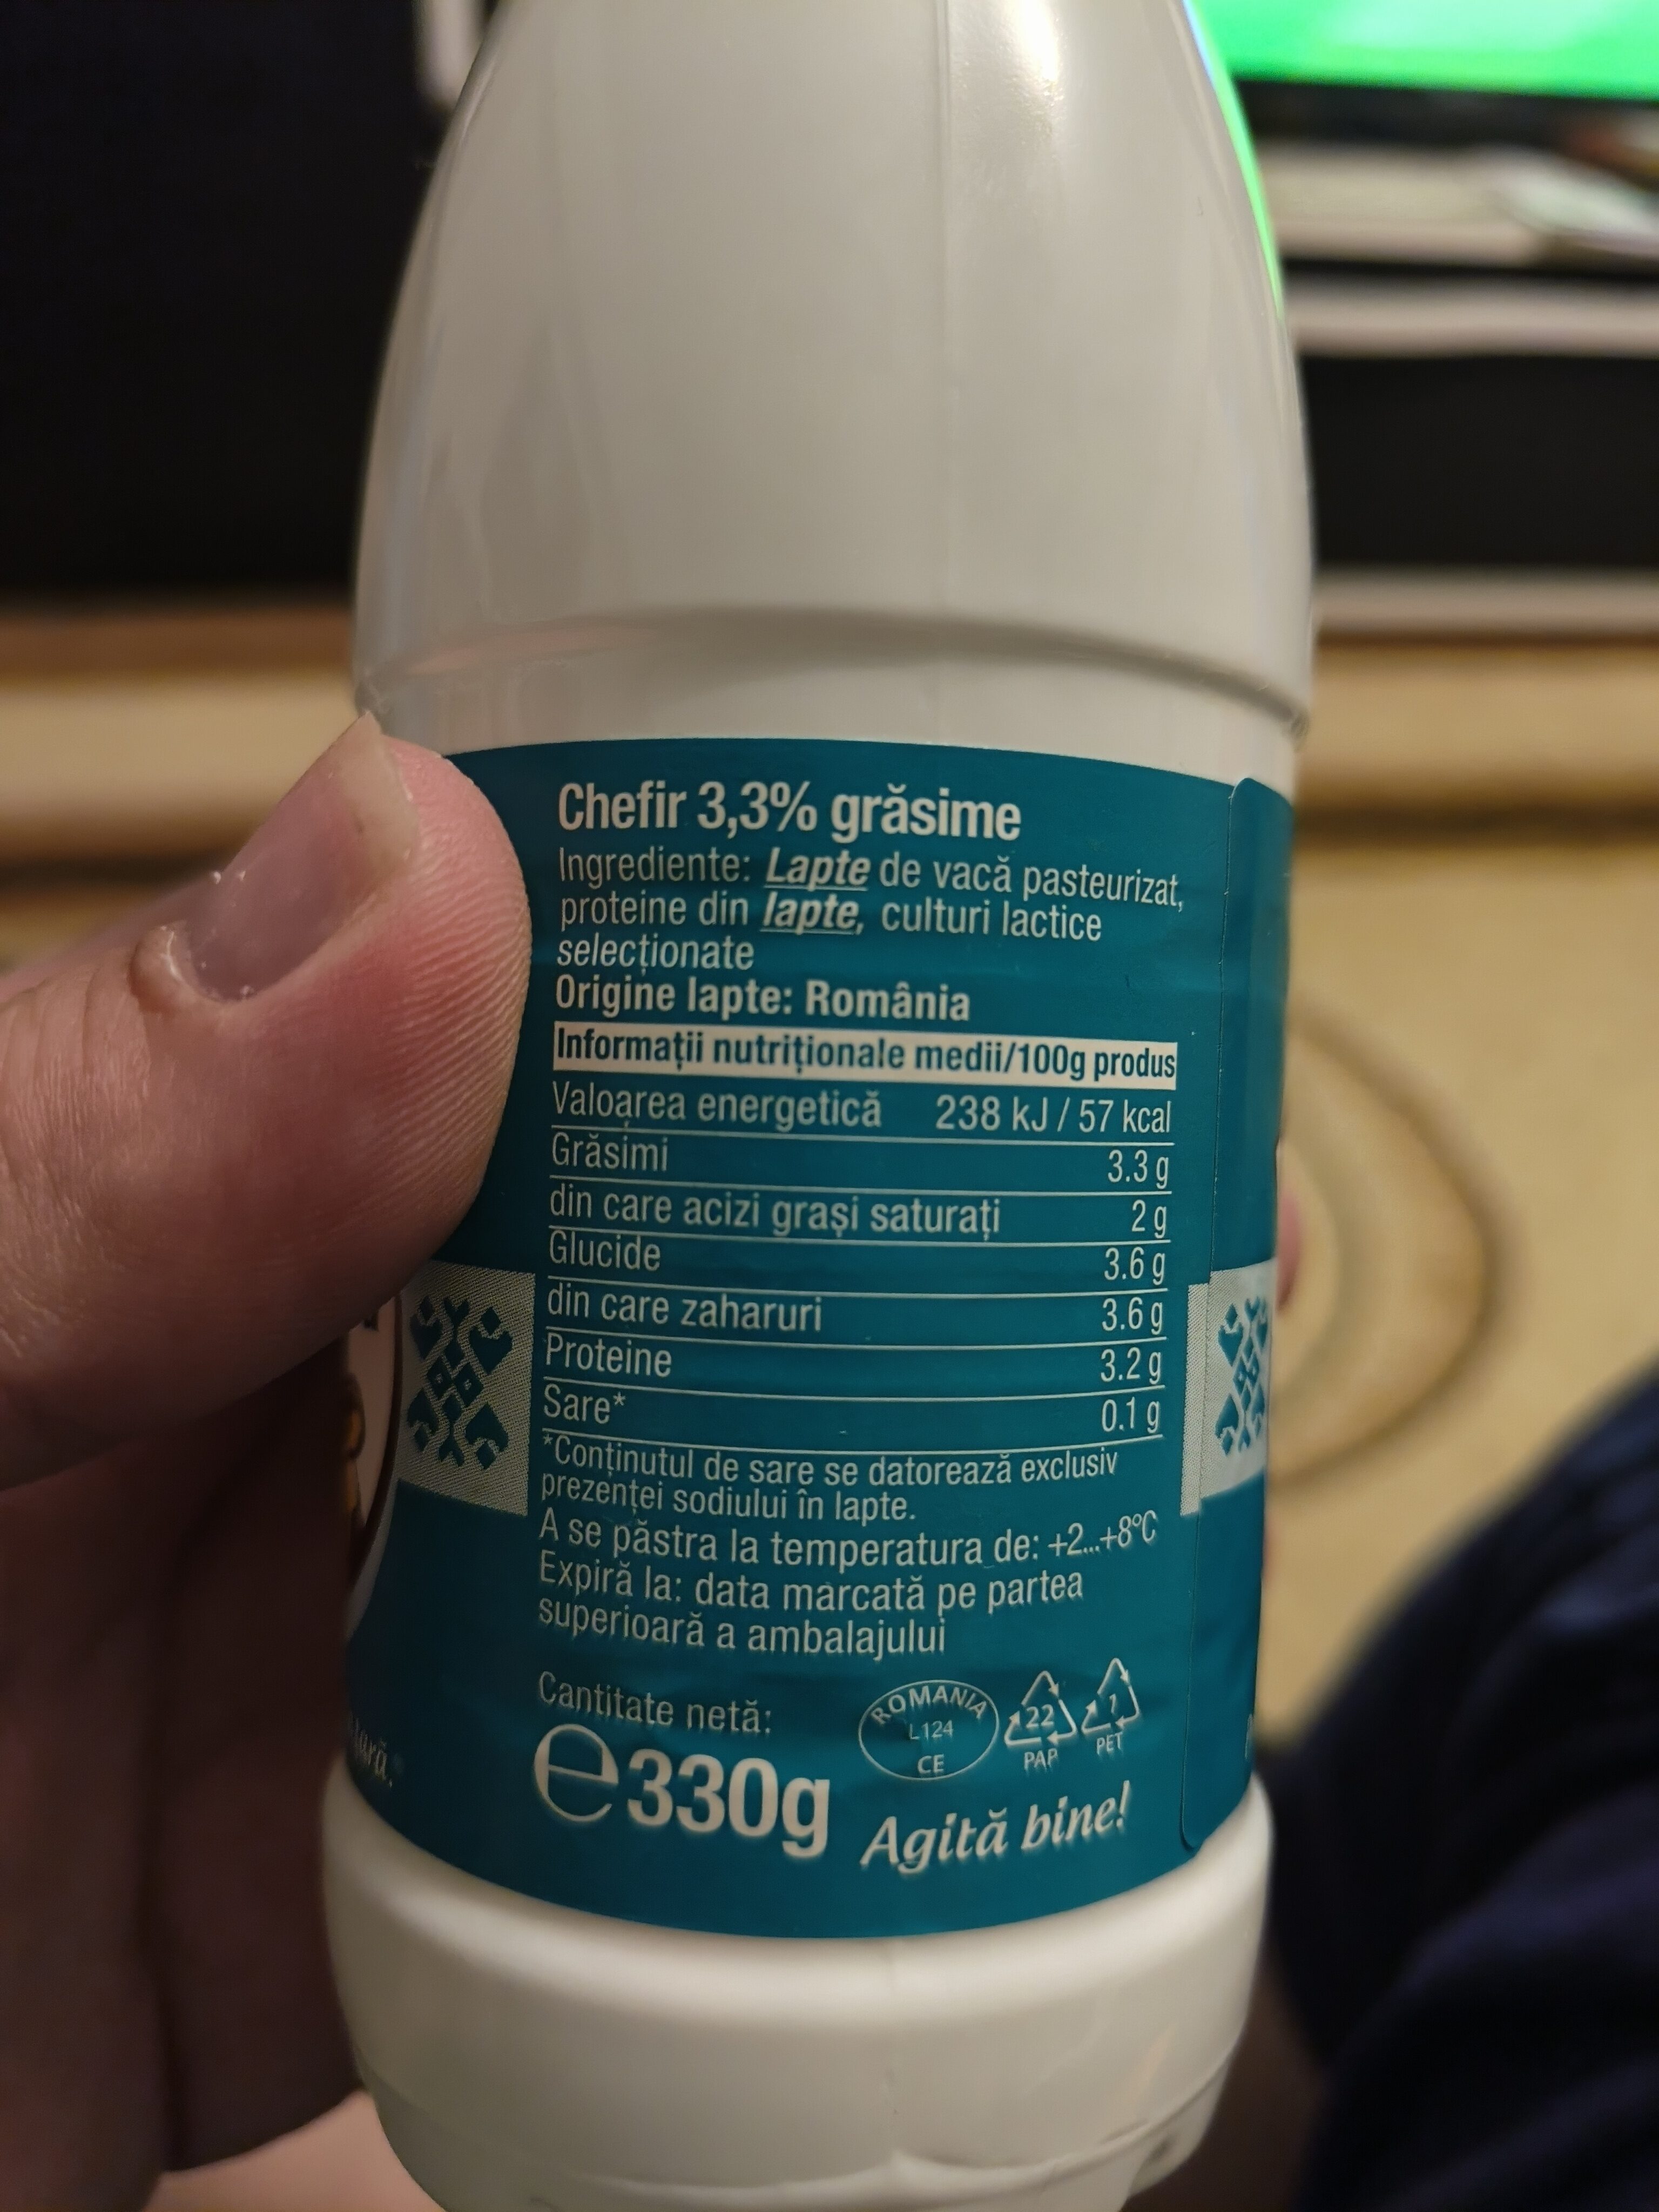 Chefir 3,3% grăsime
Ingrediente: Lapte de vacă pasteurizat,
proteine din lapte, culturi lactice
selecționate
Origine lapte: România
Informații nutriționale medii/100g produs
Valoarea energetică 238 kJ / 57 kcal
Grăsimi 3.3 g
din care acizi grași saturați 2 g
Glucide 3.6 g
din care zaharuri 3.6 g
Proteine 3.2 g
Sare* 0.1 g
*Conținutul de sare se datorează exclusiv
prezenței sodiului în lapte.
A se păstra la temperatura de: +2...+8°C
Expiră la: data marcată pe partea
superioară a ambalajului
Cantitate netă:
℮330g
ROMANIA
L124
CE
22
PAP
1
PET
Agită bine!